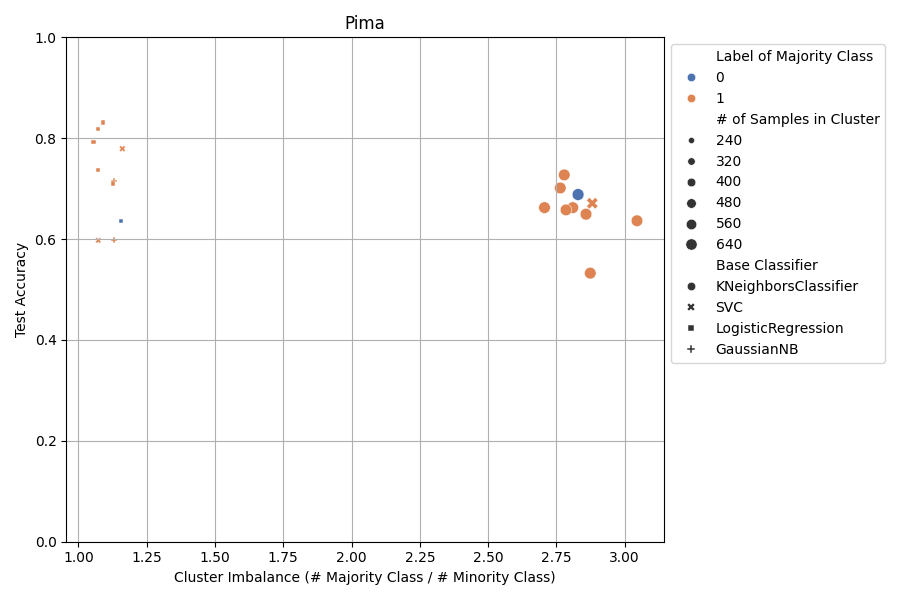 Pima
1.0
0.8
0.6
0.4
0.2
0.0
Test Accuracy
1.00 1.25 1.50 1.75 2.00 2.25 2.50 2.75 3.00
Cluster Imbalance (# Majority Class / # Minority Class)
Label of Majority Class
0
1
# of Samples in Cluster
240
320
400
480
560
640
Base Classifier
KNeighborsClassifier
SVC
LogisticRegression
GaussianNB